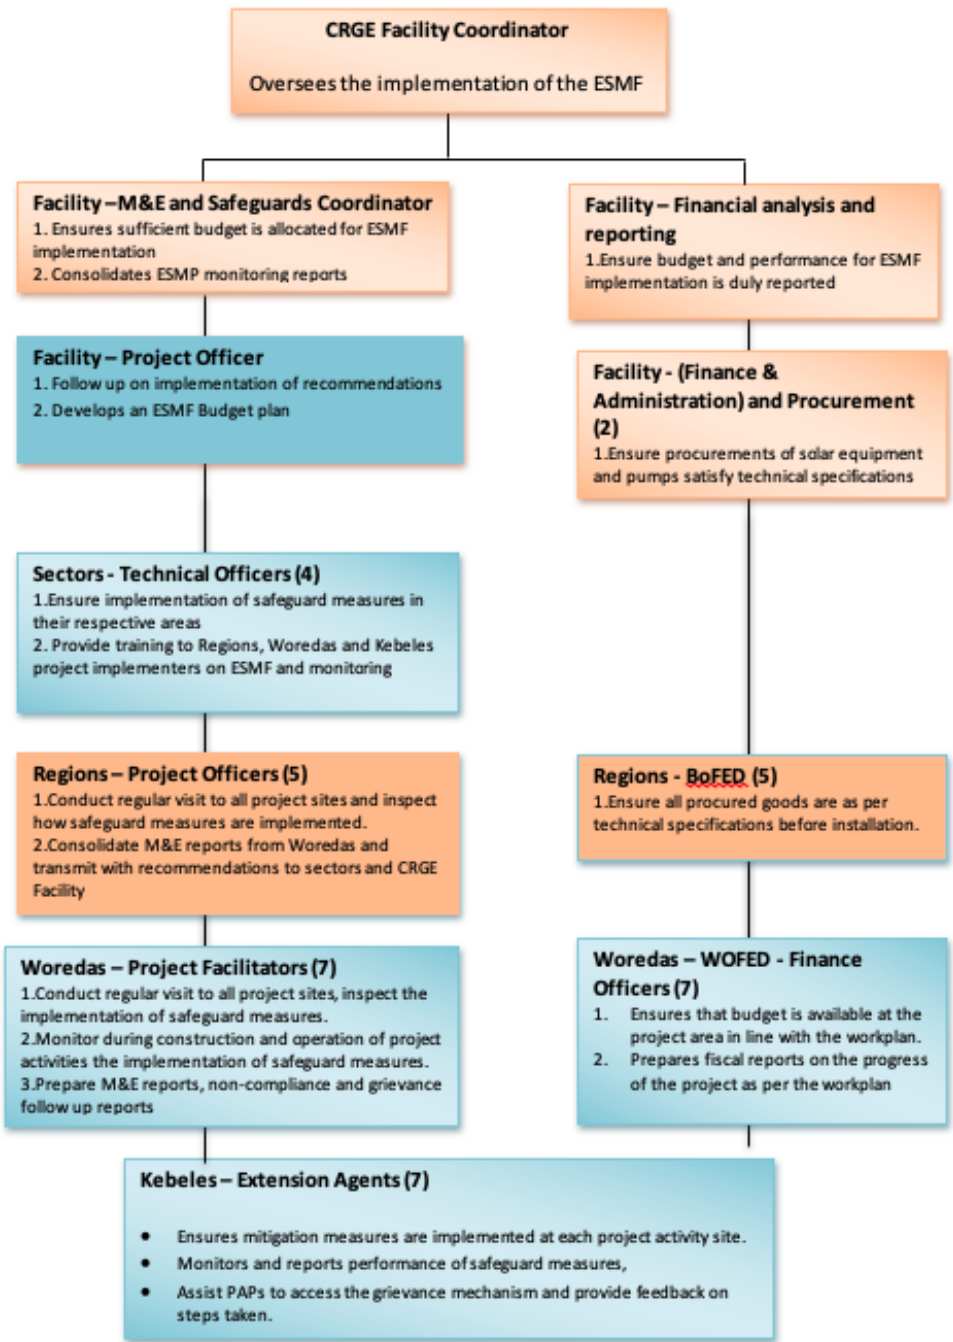 CRGE Facility Coordinator
Oversees the implementation of the ESMF
Facility –M&E and Safeguards Coordinator
1. Ensures sufficient budget is allocated for ESMF
implementation
2. Consolidates ESMP monitoring reports
Facility – Financial analysis and
reporting
1.Ensure budget and performance for ESMF
implementation is duly reported
Facility – Project Officer
1. Follow up on implementation of recommendations
2. Develops an ESMF Budget plan
Facility - (Finance &
Administration) and Procurement
(2)
1.Ensure procurements of solar equipment
and pumps satisfy technical specifications
Sectors - Technical Officers (4)
1.Ensure implementation of safeguard measures in
their respective areas
2. Provide training to Regions, Woredas and Kebeles
project implementers on ESMF and monitoring
Regions – Project Officers (5)
1.Conduct regular visit to all project sites and inspect
how safeguard measures are implemented.
2.Consolidate M&E reports from Woredas and
transmit with recommendations to sectors and CRGE
Facility
Regions - BoFED (5)
1.Ensure all procured goods are as per
technical specifications before installation.
Woredas – Project Facilitators (7)
1.Conduct regular visit to all project sites, inspect the
implementation of safeguard measures.
2.Monitor during construction and operation of project
activities the implementation of safeguard measures.
3.Prepare M&E reports, non-compliance and grievance
follow up reports
Woredas – WOFED - Finance
Officers (7)
1. Ensures that budget is available at the
project area in line with the workplan.
2. Prepares fiscal reports on the progress
of the project as per the workplan
Kebeles – Extension Agents (7)
• Ensures mitigation measures are implemented at each project activity site.
• Monitors and reports performance of safeguard measures,
• Assist PAPs to access the grievance mechanism and provide feedback on
steps taken.